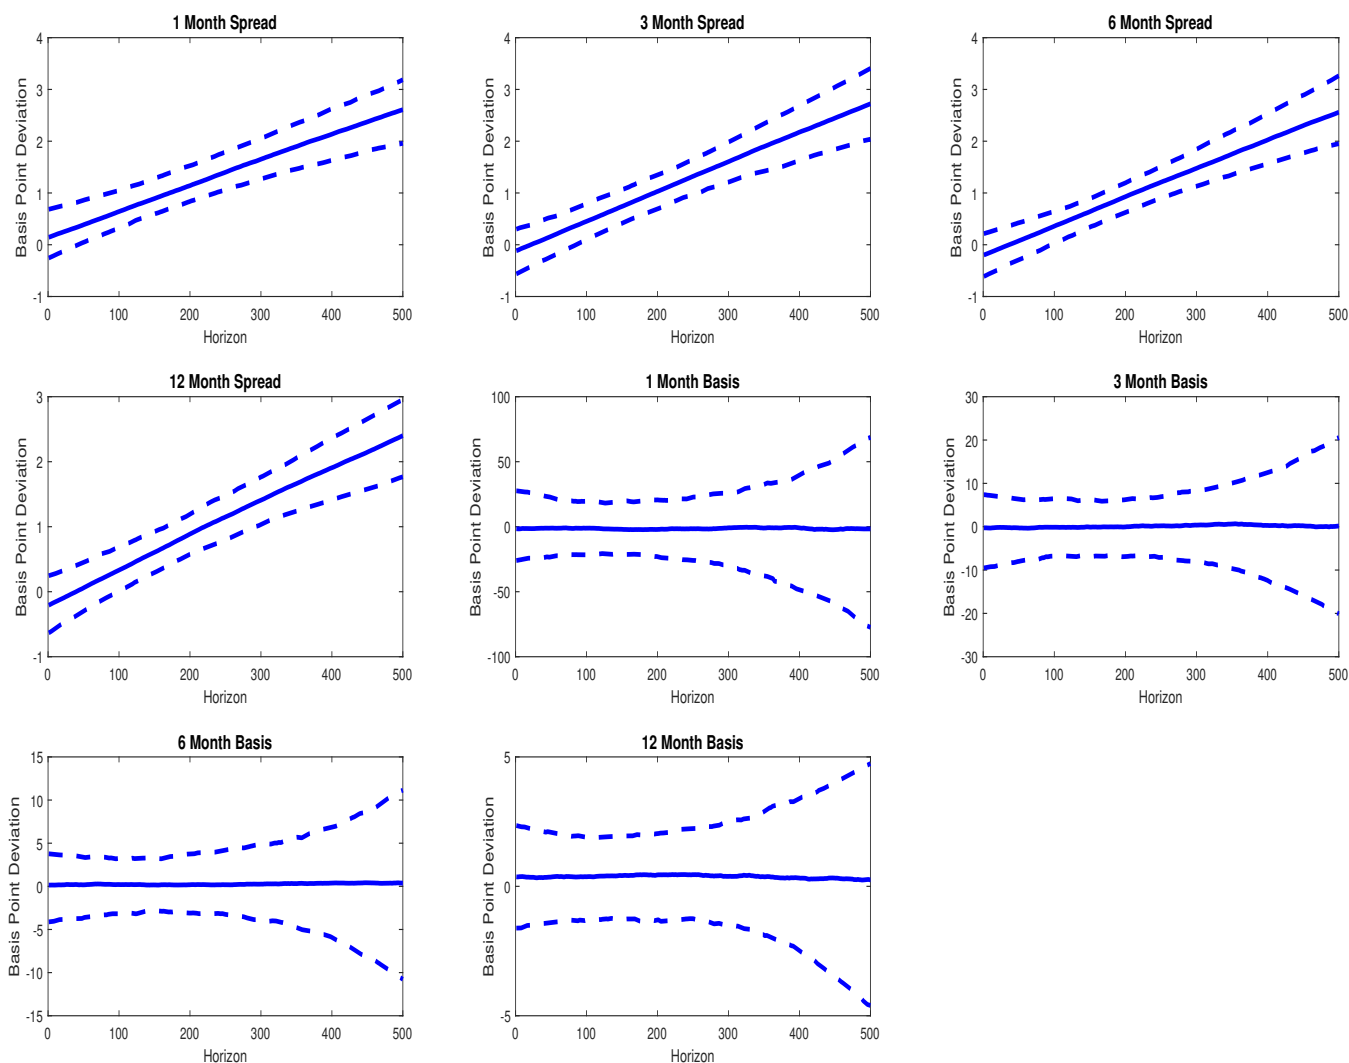 1 Month Spread
4
3
2
1
0
-1
Basis Point Deviation
0 100 200 300 400 500
Horizon
3 Month Spread
4
3
2
1
0
-1
Basis Point Deviation
0 100 200 300 400 500
Horizon
6 Month Spread
4
3
2
1
0
-1
Basis Point Deviation
0 100 200 300 400 500
Horizon
12 Month Spread
3
2
1
0
-1
Basis Point Deviation
0 100 200 300 400 500
Horizon
1 Month Basis
100
50
0
-50
-100
Basis Point Deviation
0 100 200 300 400 500
Horizon
3 Month Basis
30
20
10
0
-10
-20
-30
Basis Point Deviation
0 100 200 300 400 500
Horizon
6 Month Basis
15
10
5
0
-5
-10
-15
Basis Point Deviation
0 100 200 300 400 500
Horizon
12 Month Basis
5
0
-5
Basis Point Deviation
0 100 200 300 400 500
Horizon